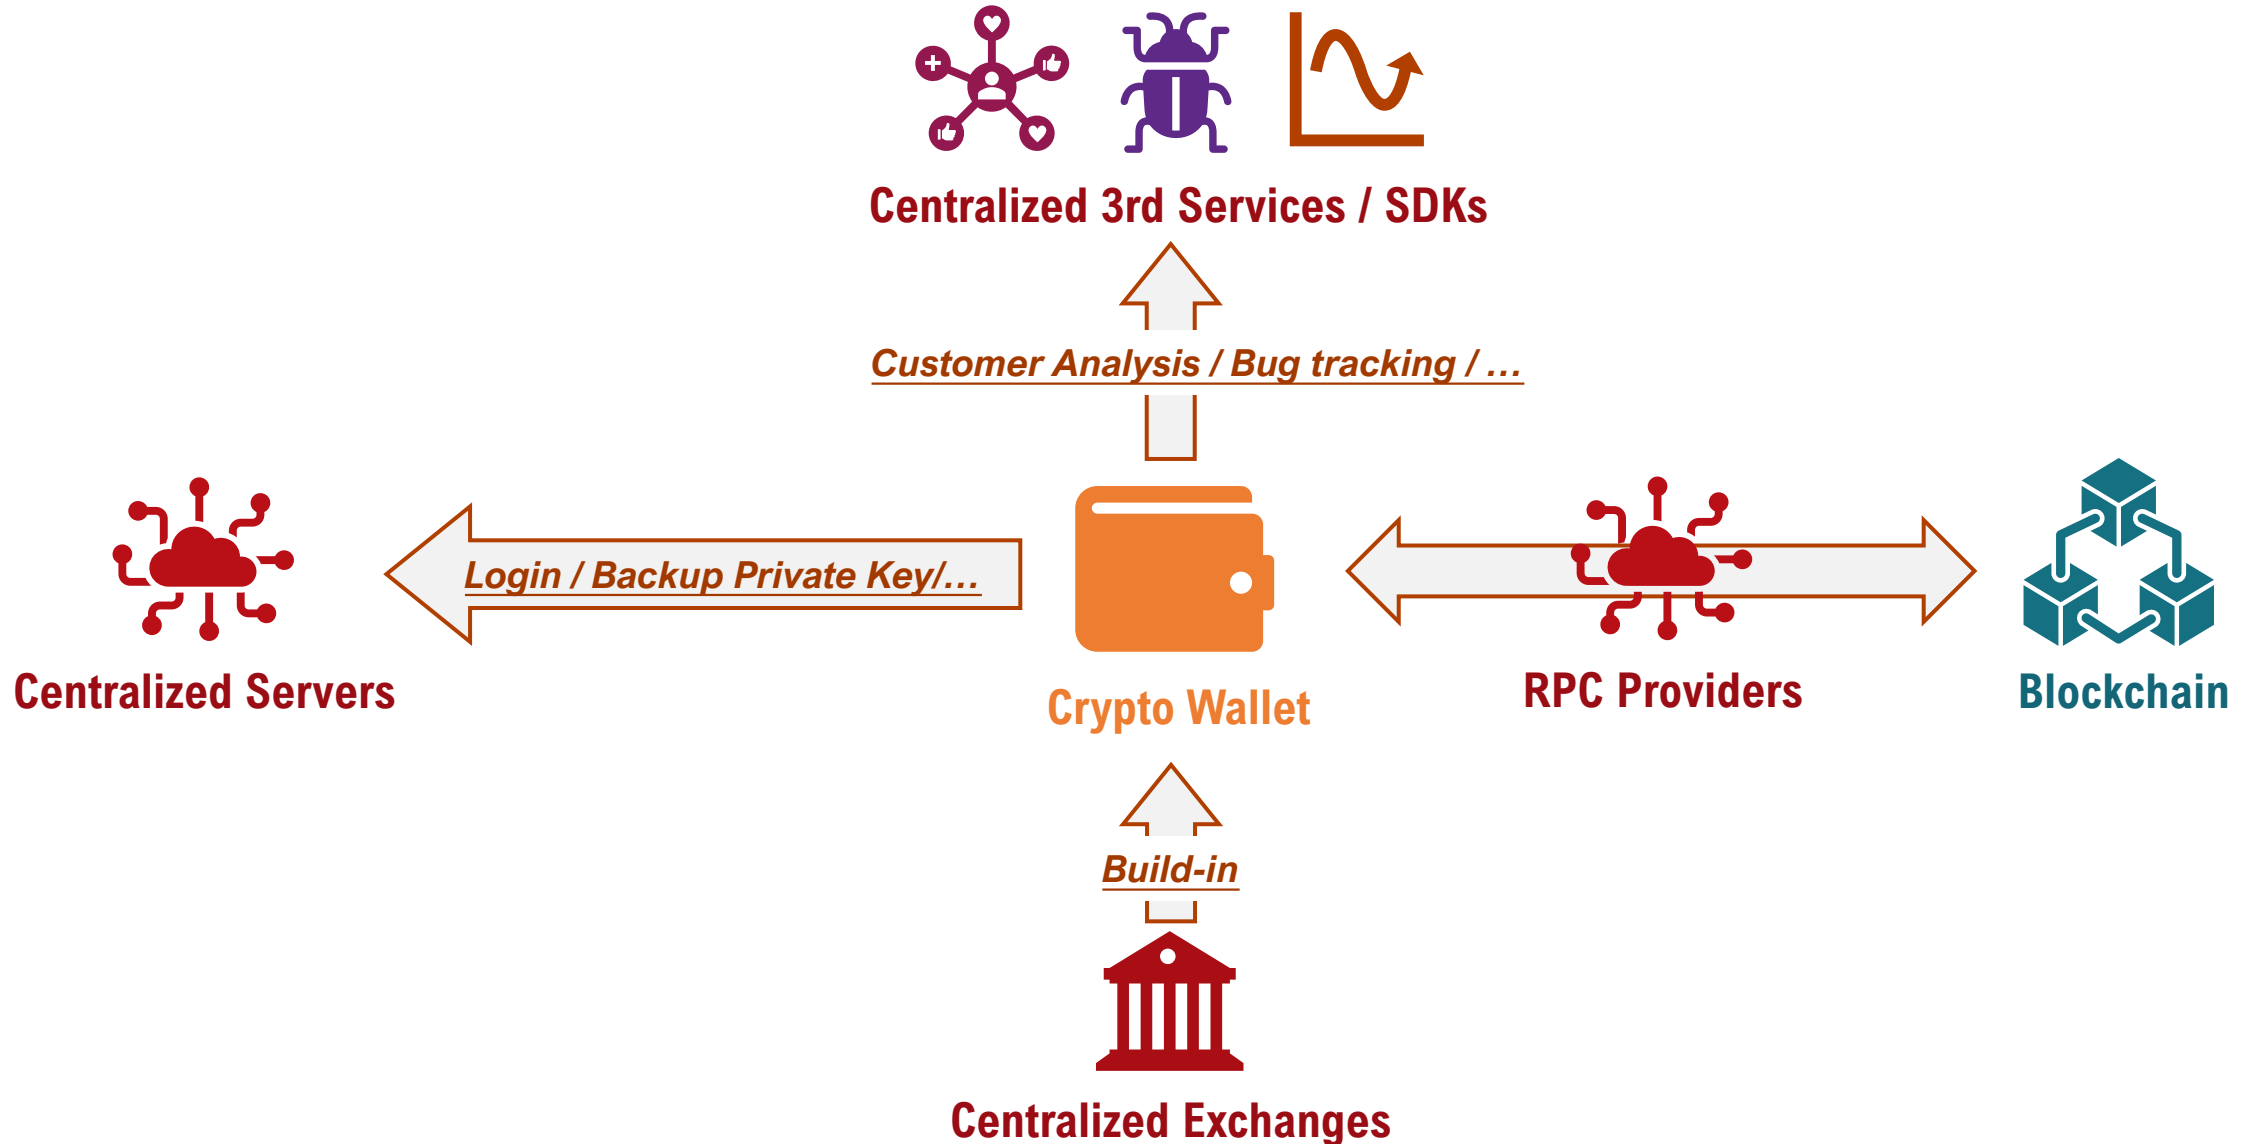 Centralized 3rd Services / SDKs
Customer Analysis / Bug tracking / …
Login / Backup Private Key/…
Centralized Servers
Crypto Wallet
RPC Providers
Blockchain
Build-in
Centralized Exchanges